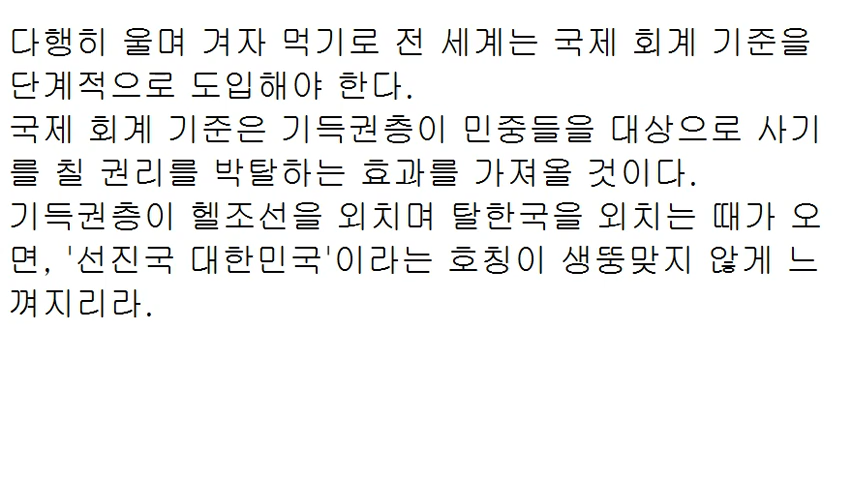 다행히 울며 겨자 먹기로 전 세계는 국제 회계 기준을
단계적으로 도입해야 한다.
국제 회계 기준은 기득권층이 민중들을 대상으로 사기
를 칠 권리를 박탈하는 효과를 가져올 것이다.
기득권층이 헬조선을 외치며 탈한국을 외치는 때가 오
면, '선진국 대한민국'이라는 호칭이 생뚱맞지 않게 느
껴지리라.